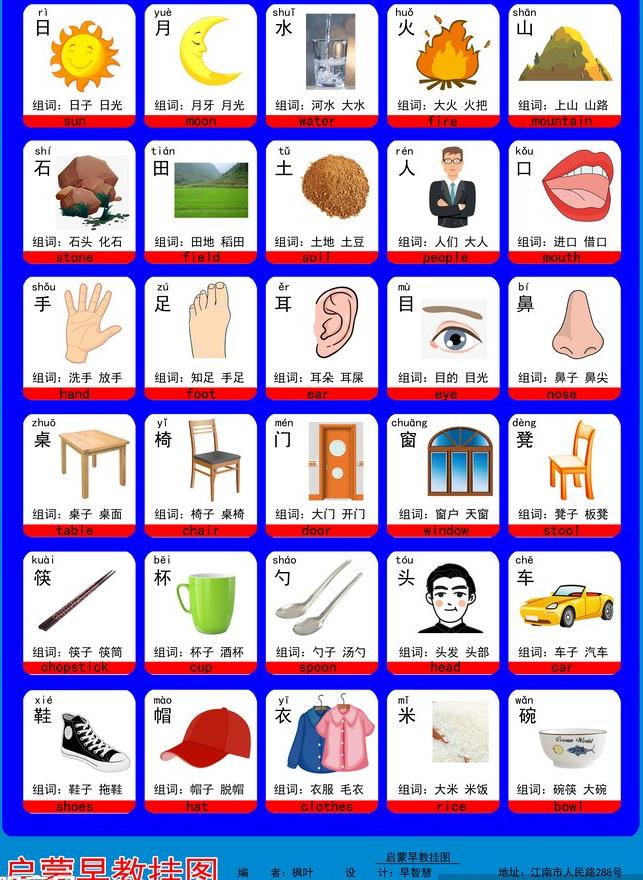 rì
日
组词：日子 日光
sun
yuè
月
组词：月牙 月光
moon
shuǐ
水
组词：河水 大水
water
huǒ
火
组词：大火 火把
fire
shān
山
组词：上山 山路
mountain
shí
石
组词：石头 化石
stone
tián
田
组词：田地 稻田
field
tǔ
土
组词：土地 土豆
soil
rén
人
组词：人们 大人
people
kǒu
口
组词：进口 借口
mouth
shǒu
手
组词：洗手 放手
hand
zú
足
组词：知足 手足
foot
ěr
耳
组词：耳朵 耳屎
ear
mù
目
组词：目的 目光
eye
bí
鼻
组词：鼻子 鼻尖
nose
zhuō
桌
组词：桌子 桌面
table
yǐ
椅
组词：椅子 桌椅
chair
mén
门
组词：大门 开门
door
chuāng
窗
组词：窗户 天窗
window
dèng
凳
组词：凳子 板凳
stool
kuài
筷
组词：筷子 筷筒
chopstick
bēi
杯
组词：杯子 酒杯
cup
sháo
勺
组词：勺子 汤勺
spoon
tóu
头
组词：头发 头部
head
chē
车
组词：车子 汽车
car
xié
鞋
组词：鞋子 拖鞋
shoes
mào
帽
组词：帽子 脱帽
hat
yī
衣
组词：衣服 毛衣
clothes
mǐ
米
组词：大米 米饭
rice
wǎn
碗
Ocean World
组词：碗筷 大碗
bowl
启蒙早教挂图
启蒙早教挂图
编 者：枫叶 设 计：早智慧 地址：江南市人民路288号